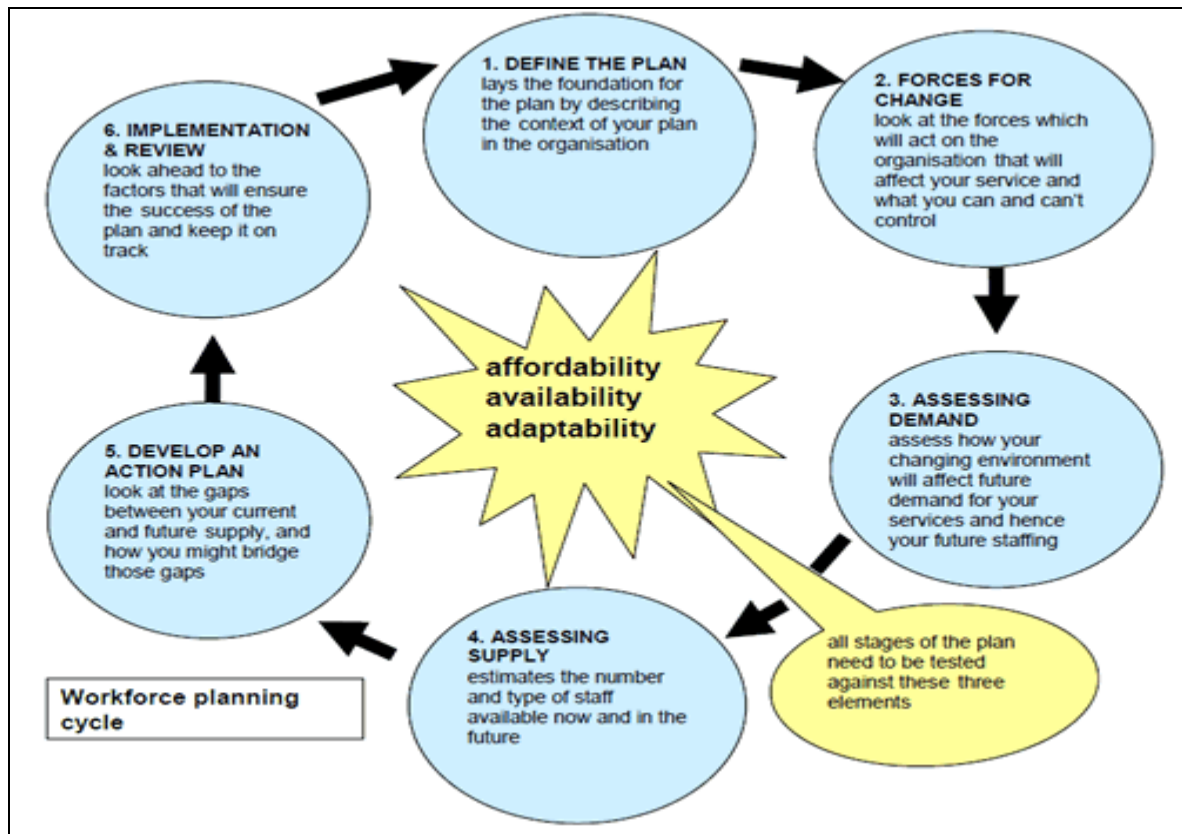 1. DEFINE THE PLAN
lays the foundation for
the plan by describing
the context of your plan
in the organisation
2. FORCES FOR
CHANGE
look at the forces which
will act on the
organisation that will
affect your service and
what you can and can't
control
3. ASSESSING
DEMAND
assess how your
changing environment
will affect future
demand for your
services and hence
your future staffing
4. ASSESSING
SUPPLY
estimates the number
and type of staff
available now and in the
future
5. DEVELOP AN
ACTION PLAN
look at the gaps
between your current
and future supply, and
how you might bridge
those gaps
6. IMPLEMENTATION
& REVIEW
look ahead to the
factors that will ensure
the success of the
plan and keep it on
track
affordability
availability
adaptability
all stages of the plan
need to be tested
against these three
elements
Workforce planning
cycle